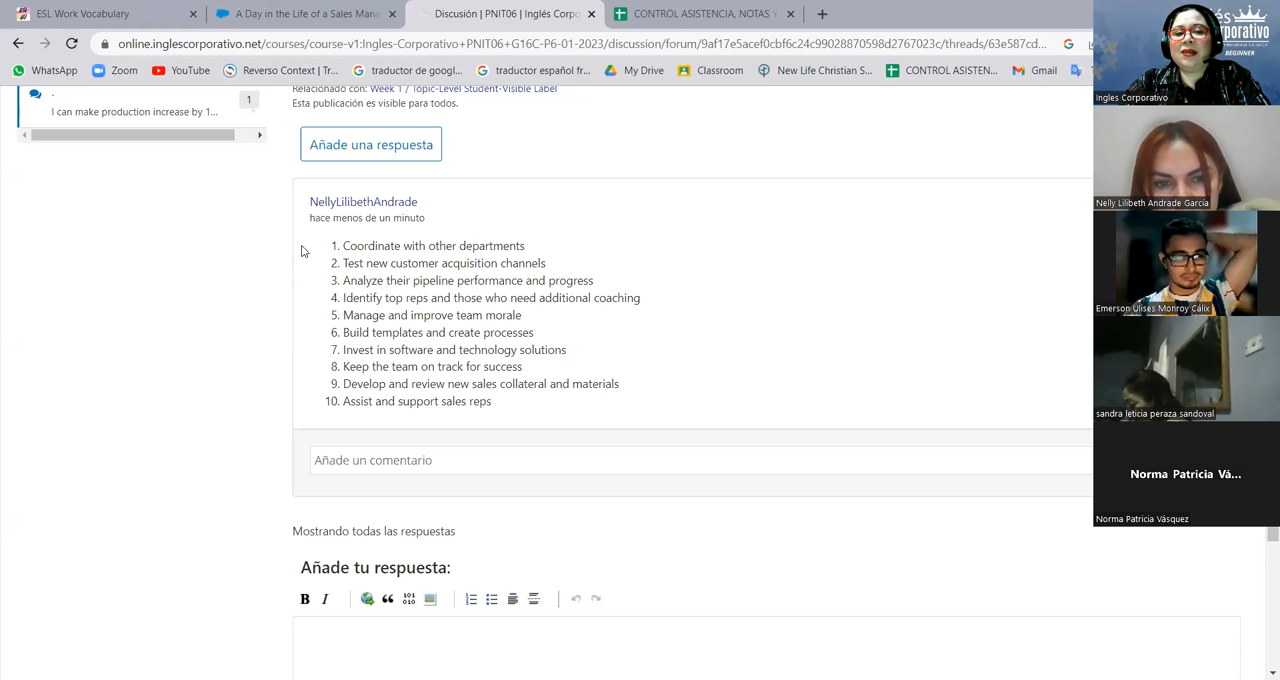 ESL Work Vocabulary
A Day in the Life of a Sales Mana
Discusión | PNIT06 | Inglés Corpo
CONTROL ASISTENCIA, NOTAS Y
online.inglescorporativo.net/courses/course-v1:Ingles-Corporativo+PNIT06+G16C-P6-01-2023/discussion/forum/9af17e5acef0cbf6c24c99028870598d2767023c/threads/63e587cd...
WhatsApp
Zoom
YouTube
Reverso Context | Tr...
traductor de googl...
traductor español fr...
My Drive
Classroom
New Life Christian S...
CONTROL ASISTEN...
Gmail
.
I can make production increase by 1...
1
Relacionado con: Week 1 / Topic-Level Student-Visible Label
Esta publicación es visible para todos.
Añade una respuesta
NellyLilibethAndrade
hace menos de un minuto
1. Coordinate with other departments
2. Test new customer acquisition channels
3. Analyze their pipeline performance and progress
4. Identify top reps and those who need additional coaching
5. Manage and improve team morale
6. Build templates and create processes
7. Invest in software and technology solutions
8. Keep the team on track for success
9. Develop and review new sales collateral and materials
10. Assist and support sales reps
Añade un comentario
Mostrando todas las respuestas
Añade tu respuesta:
B I
Ingles Corporativo
Nelly Lilibeth Andrade García
Emerson Ulises Monroy Cálix
sandra leticia peraza sandoval
Norma Patricia Vá...
Norma Patricia Vásquez